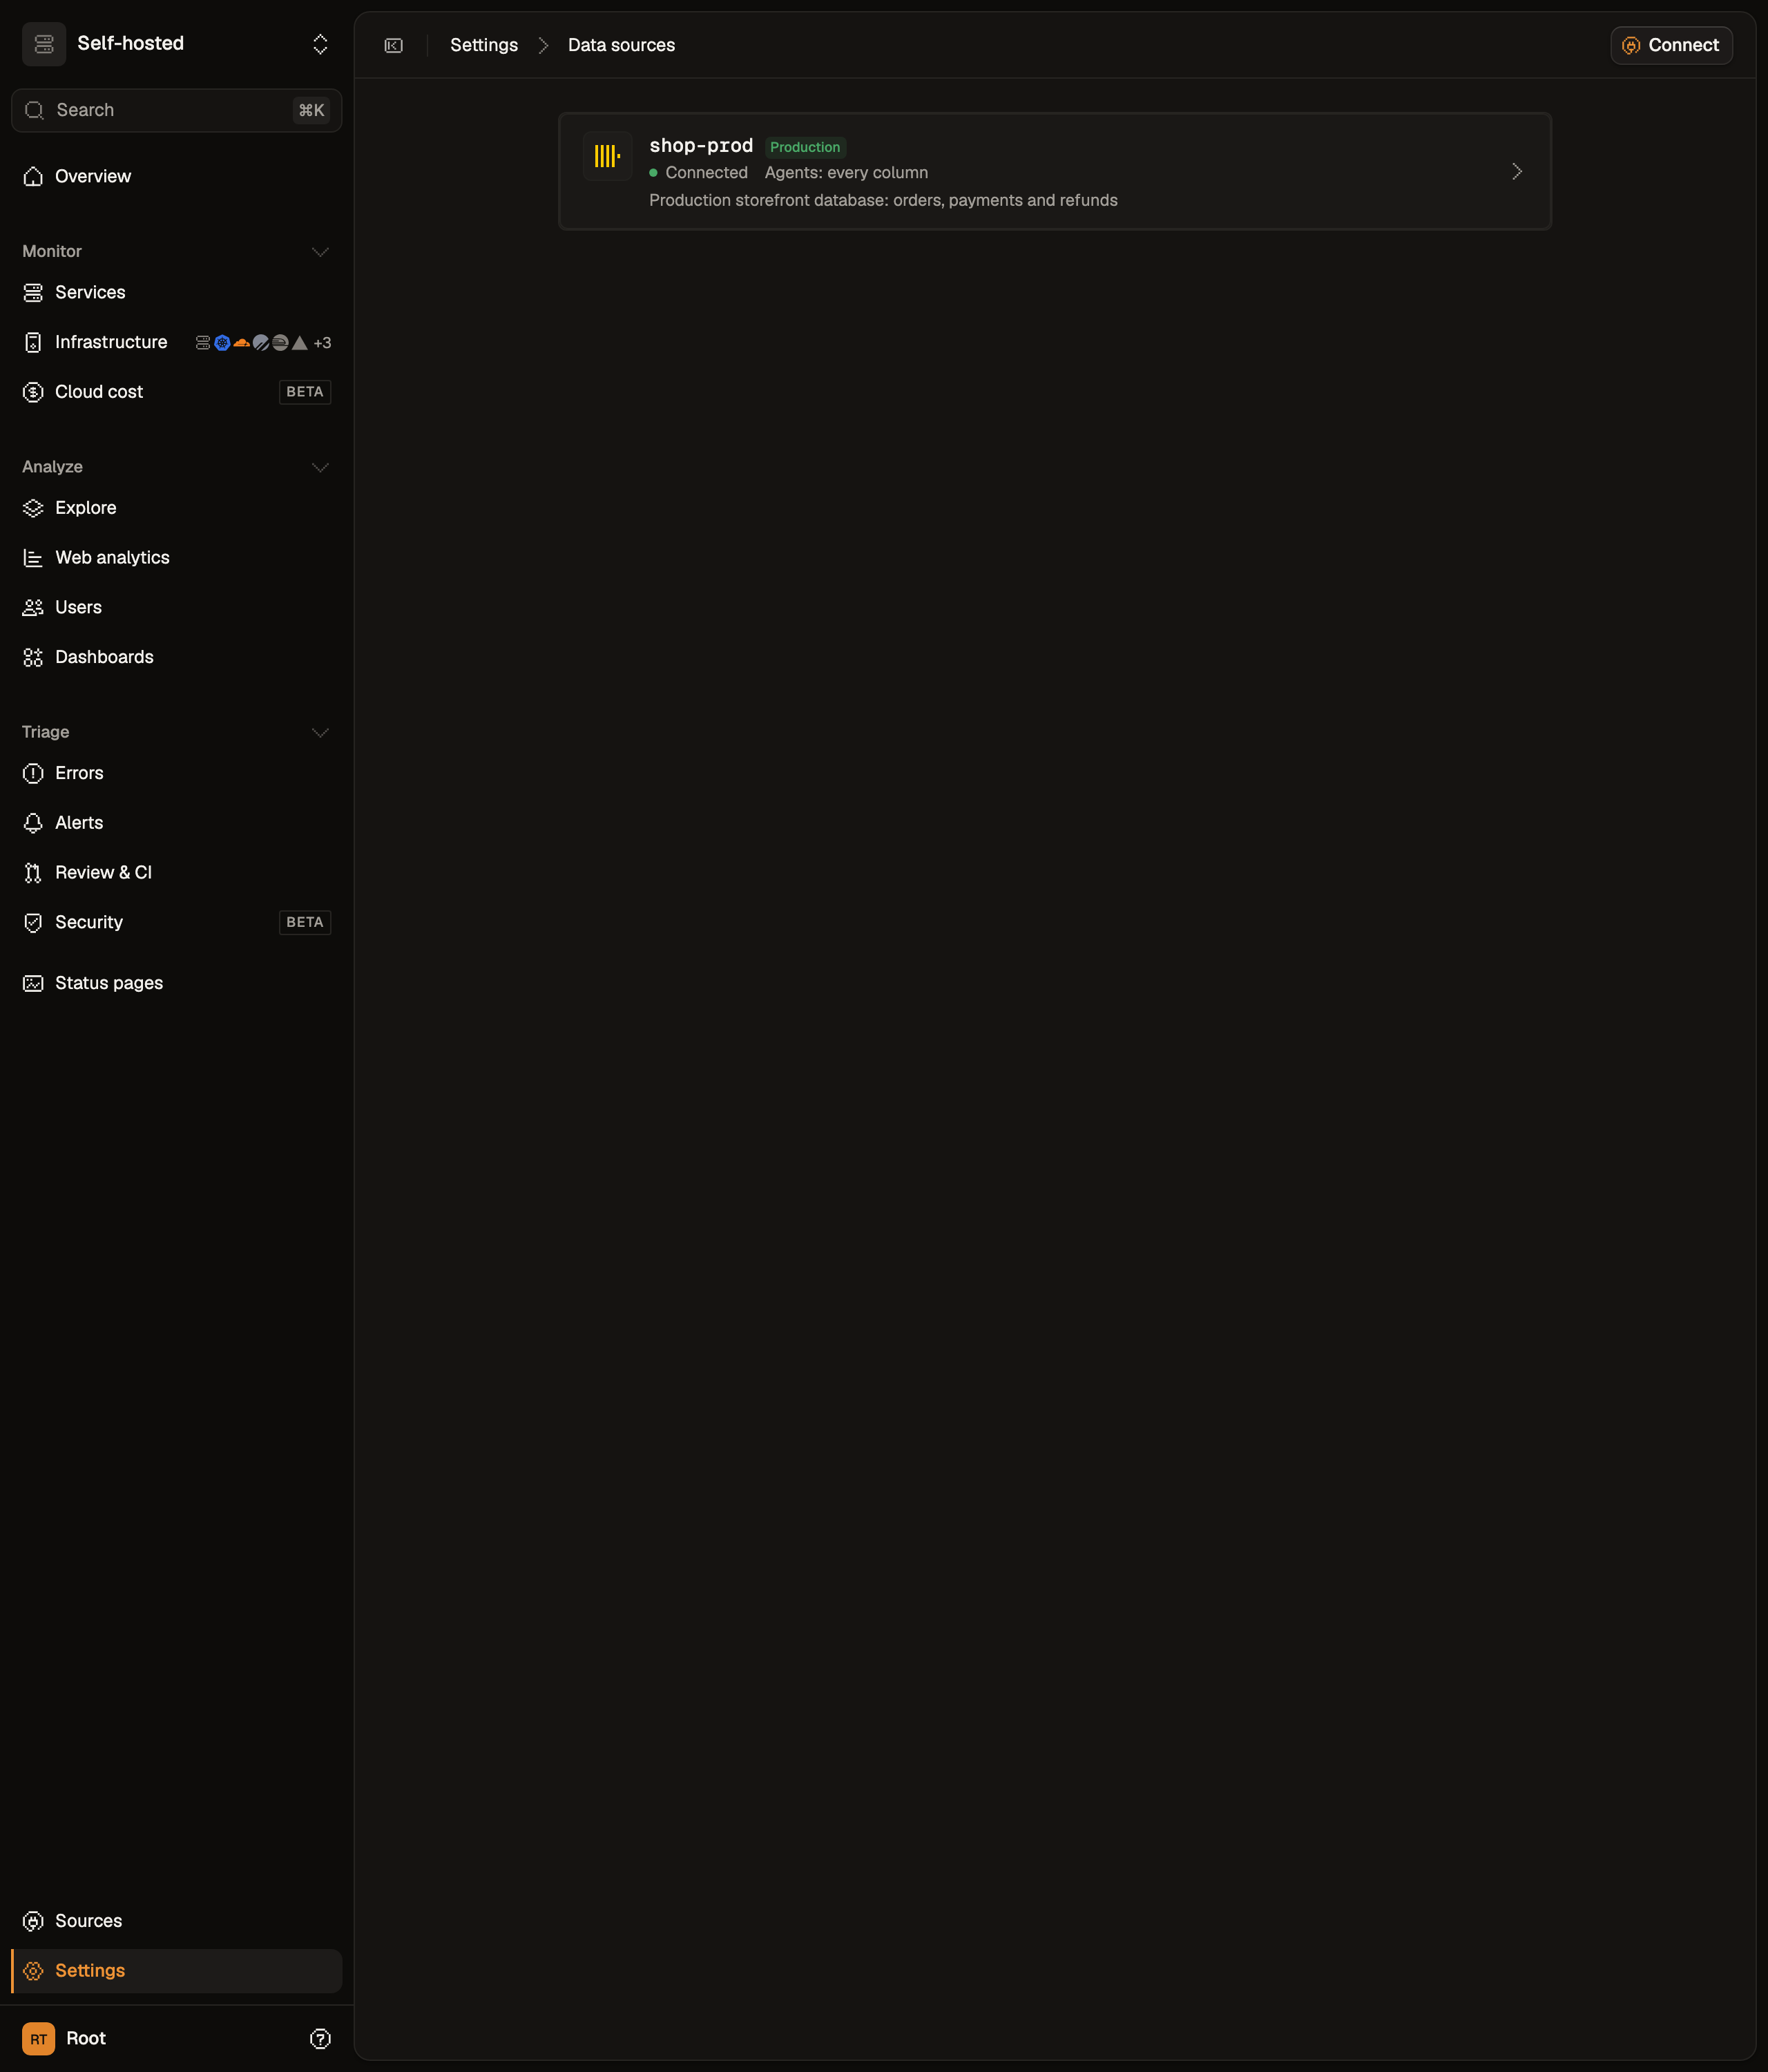 Self-hosted
Search ⌘K
Overview
Monitor
Services
Infrastructure +3
Cloud cost BETA
Analyze
Explore
Web analytics
Users
Dashboards
Triage
Errors
Alerts
Review & CI
Security BETA
Status pages
Sources
Settings
RT Root
Settings Data sources
Connect
shop-prod Production
Connected Agents: every column
Production storefront database: orders, payments and refunds